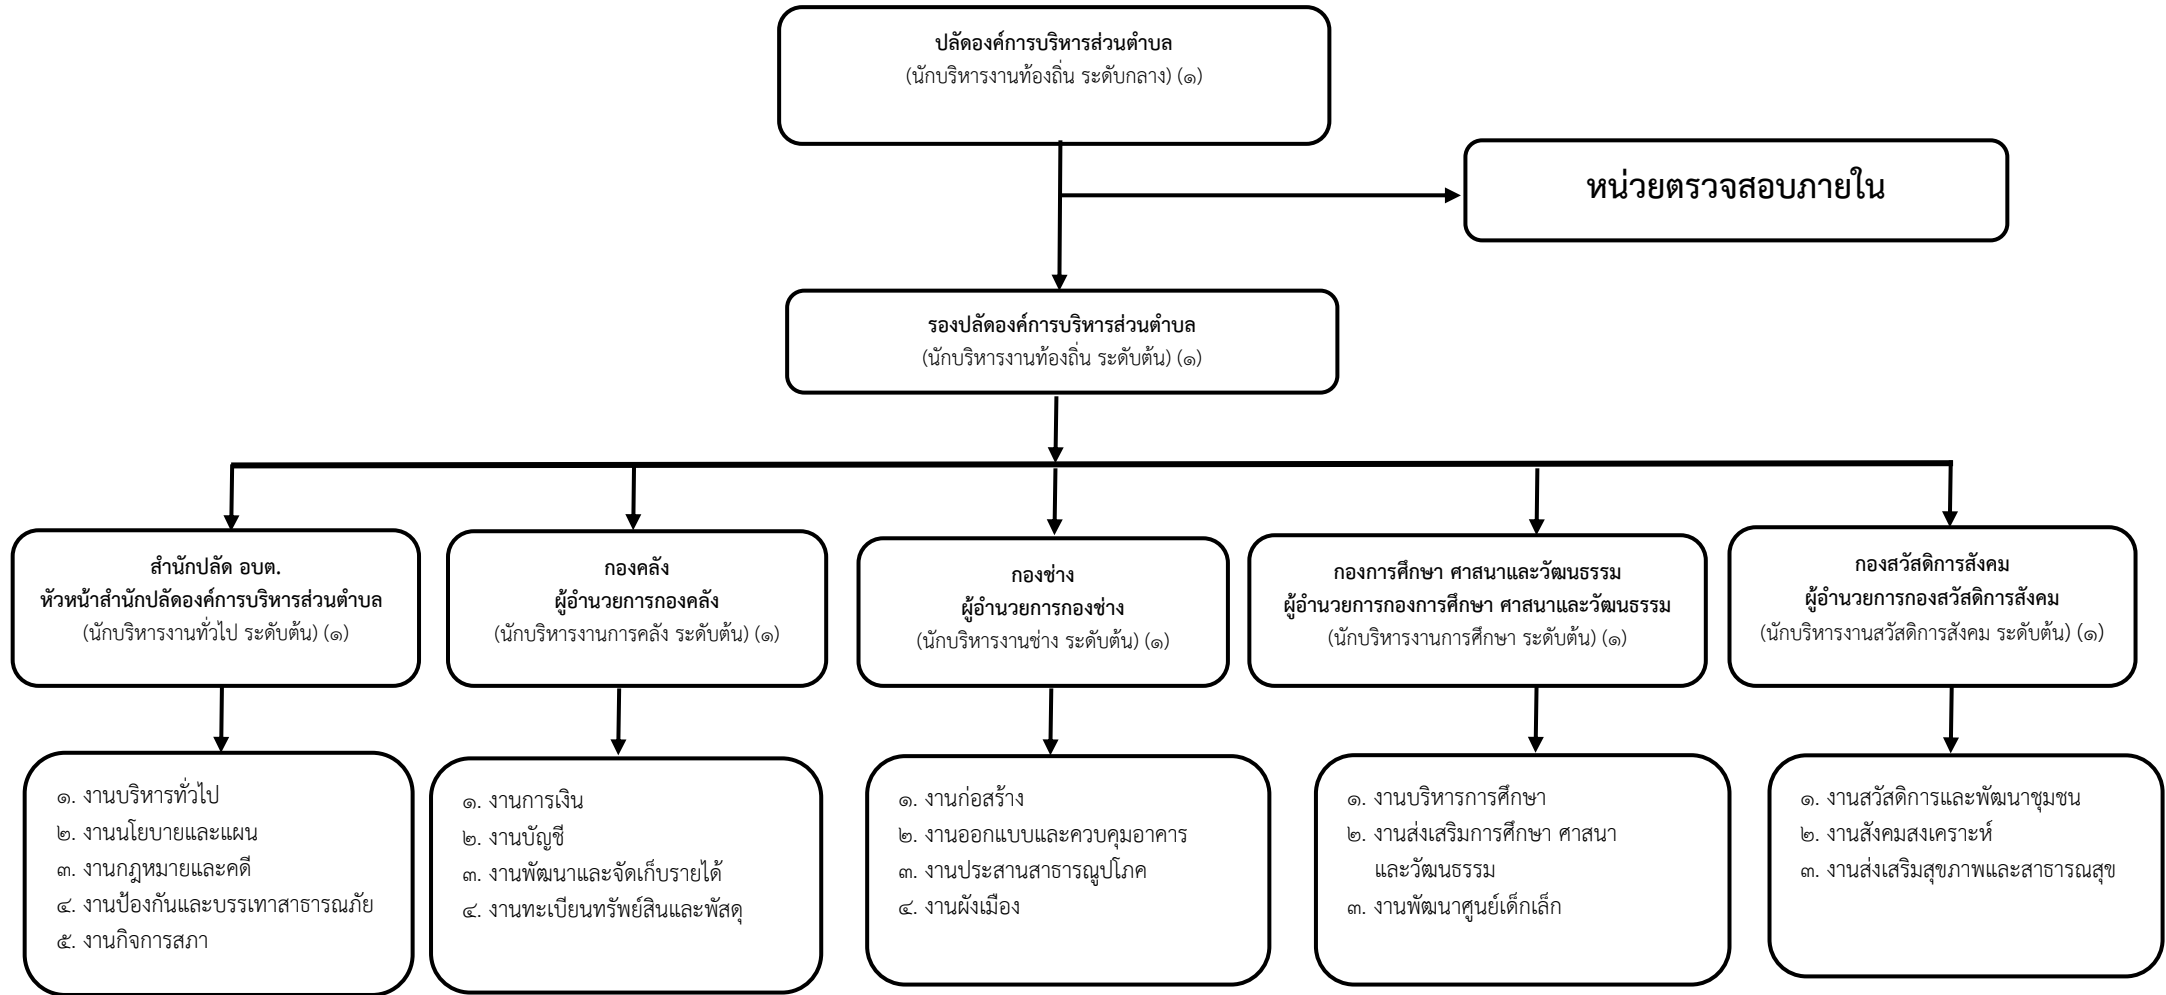 ปลัดองค์การบริหารส่วนตำบล
(นักบริหารงานท้องถิ่น ระดับกลาง) (๑)
หน่วยตรวจสอบภายใน
รองปลัดองค์การบริหารส่วนตำบล
(นักบริหารงานท้องถิ่น ระดับต้น) (๑)
สำนักปลัด อบต.
หัวหน้าสำนักปลัดองค์การบริหารส่วนตำบล
(นักบริหารงานทั่วไป ระดับต้น) (๑)
กองคลัง
ผู้อำนวยการกองคลัง
(นักบริหารงานการคลัง ระดับต้น) (๑)
กองช่าง
ผู้อำนวยการกองช่าง
(นักบริหารงานช่าง ระดับต้น) (๑)
กองการศึกษา ศาสนาและวัฒนธรรม
ผู้อำนวยการกองการศึกษา ศาสนาและวัฒนธรรม
(นักบริหารงานการศึกษา ระดับต้น) (๑)
กองสวัสดิการสังคม
ผู้อำนวยการกองสวัสดิการสังคม
(นักบริหารงานสวัสดิการสังคม ระดับต้น) (๑)
๑. งานบริหารทั่วไป
๒. งานนโยบายและแผน
๓. งานกฎหมายและคดี
๔. งานป้องกันและบรรเทาสาธารณภัย
๕. งานกิจการสภา
๑. งานการเงิน
๒. งานบัญชี
๓. งานพัฒนาและจัดเก็บรายได้
๔. งานทะเบียนทรัพย์สินและพัสดุ
๑. งานก่อสร้าง
๒. งานออกแบบและควบคุมอาคาร
๓. งานประสานสาธารณูปโภค
๔. งานผังเมือง
๑. งานบริหารการศึกษา
๒. งานส่งเสริมการศึกษา ศาสนา
และวัฒนธรรม
๓. งานพัฒนาศูนย์เด็กเล็ก
๑. งานสวัสดิการและพัฒนาชุมชน
๒. งานสังคมสงเคราะห์
๓. งานส่งเสริมสุขภาพและสาธารณสุข